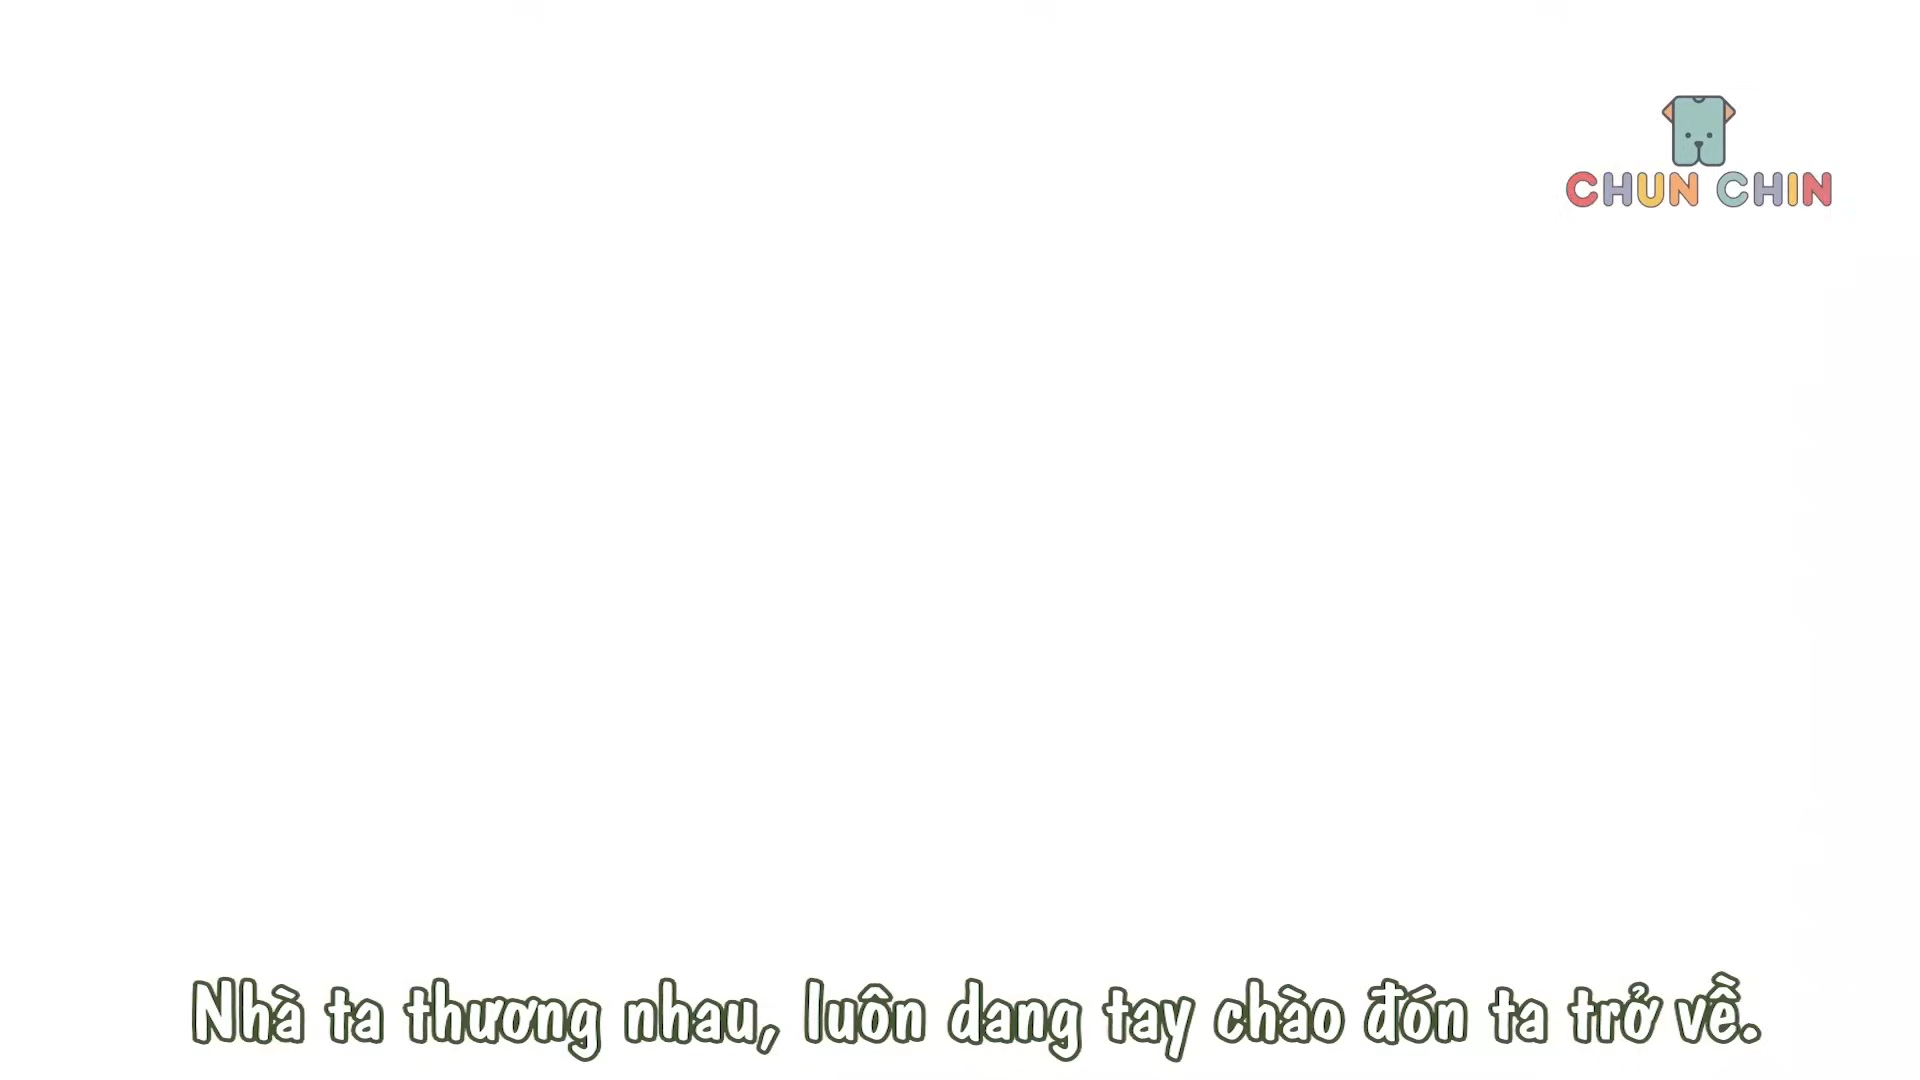 CHUN CHIN
Nhà ta thương nhau, luôn dang tay chào đón ta trở về.